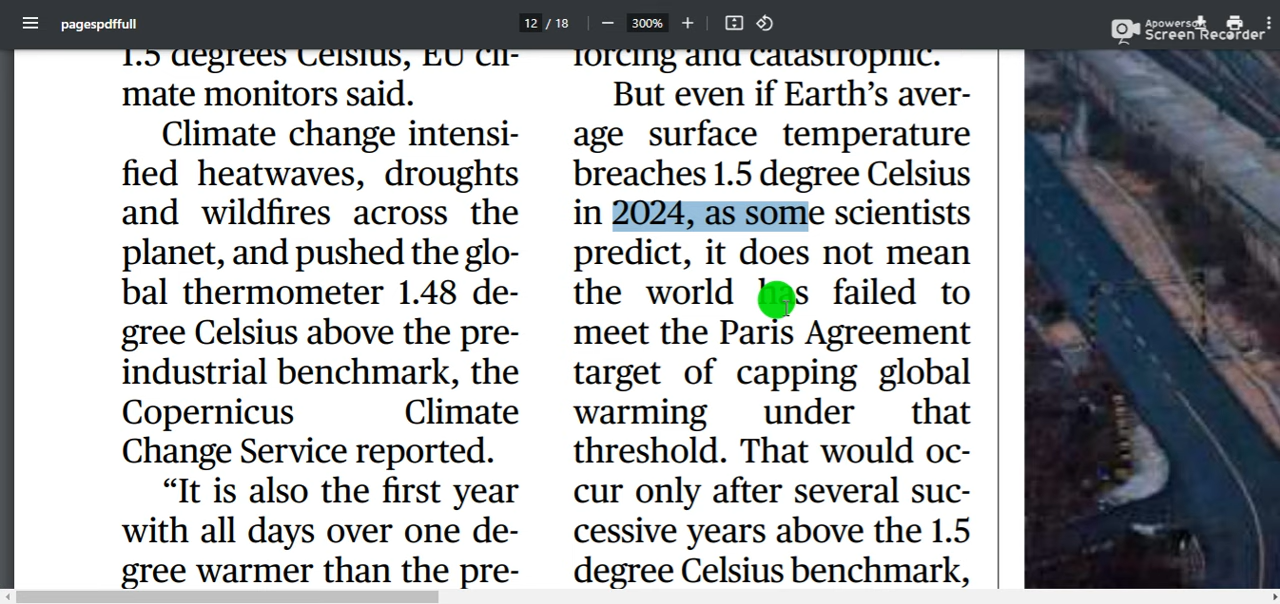 pagespdffull
12 / 18
300%
Apowersoft
Screen Recorder
1.5 degrees Celsius, EU cli-
mate monitors said.
Climate change intensi-
fied heatwaves, droughts
and wildfires across the
planet, and pushed the glo-
bal thermometer 1.48 de-
gree Celsius above the pre-
industrial benchmark, the
Copernicus Climate
Change Service reported.
“It is also the first year
with all days over one de-
gree warmer than the pre-
forcing and catastrophic.
But even if Earth’s aver-
age surface temperature
breaches 1.5 degree Celsius
in 2024, as some scientists
predict, it does not mean
the world has failed to
meet the Paris Agreement
target of capping global
warming under that
threshold. That would oc-
cur only after several suc-
cessive years above the 1.5
degree Celsius benchmark,